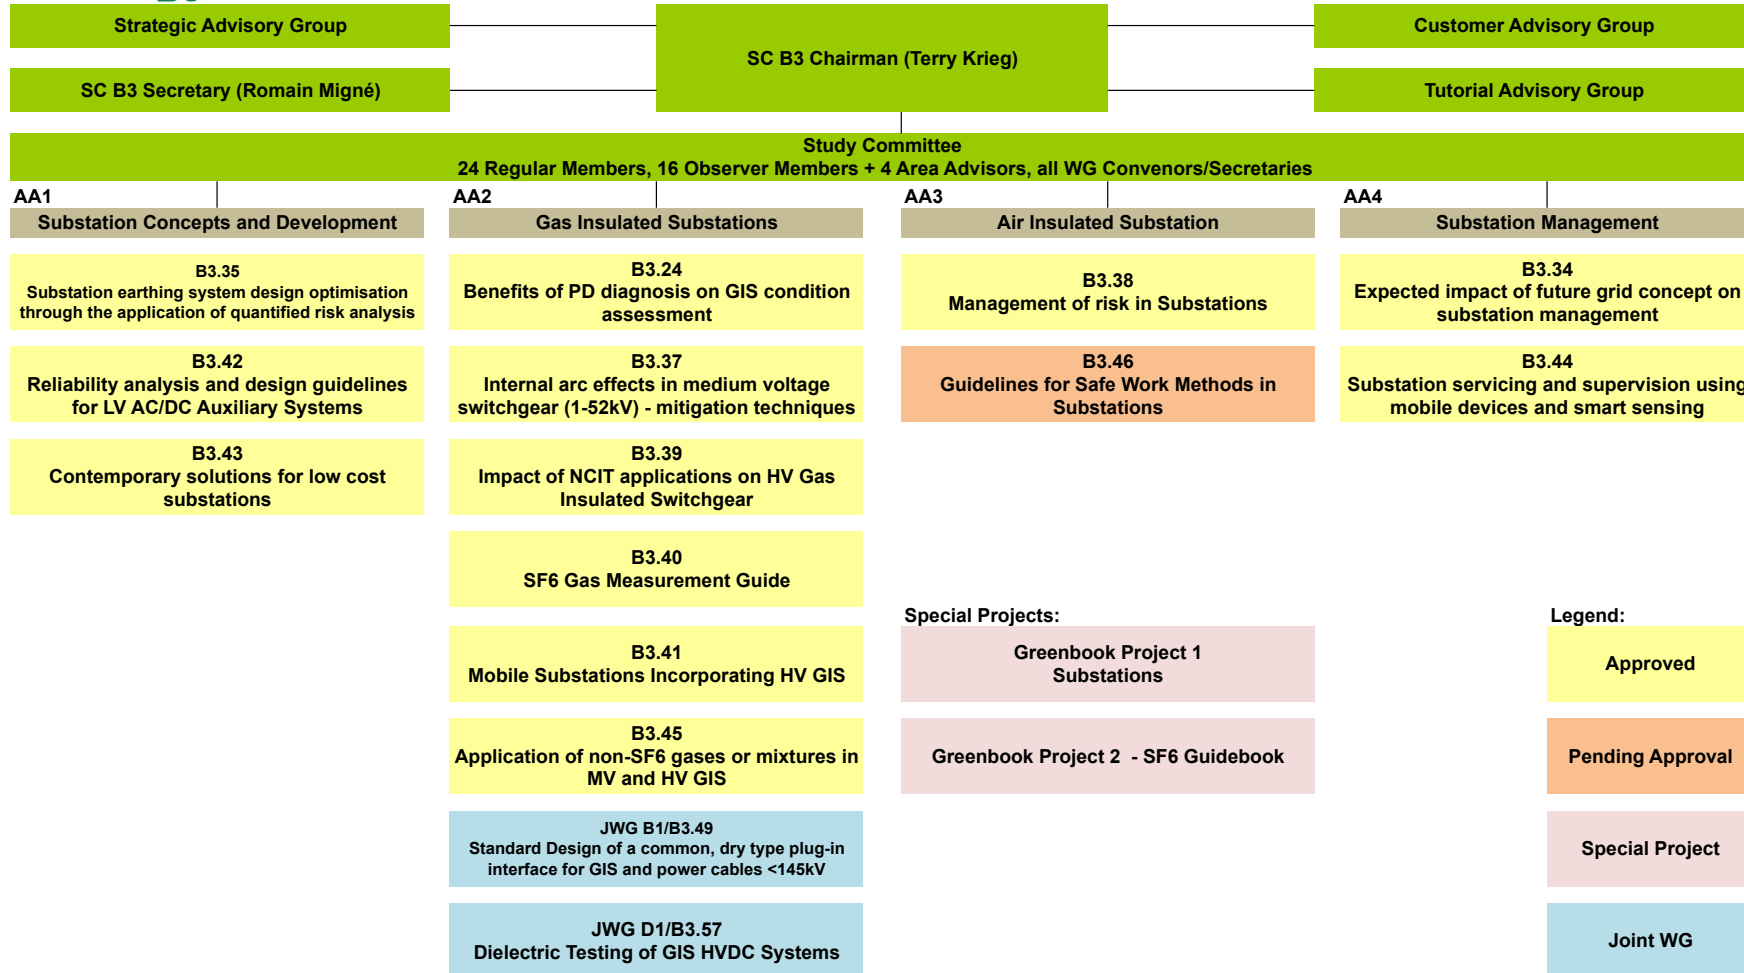 B3
Strategic Advisory Group
SC B3 Chairman (Terry Krieg)
Customer Advisory Group
SC B3 Secretary (Romain Migné)
Tutorial Advisory Group
Study Committee
24 Regular Members, 16 Observer Members + 4 Area Advisors, all WG Convenors/Secretaries
AA1
Substation Concepts and Development
B3.35
Substation earthing system design optimisation
through the application of quantified risk analysis
B3.42
Reliability analysis and design guidelines
for LV AC/DC Auxiliary Systems
B3.43
Contemporary solutions for low cost
substations
AA2
Gas Insulated Substations
B3.24
Benefits of PD diagnosis on GIS condition
assessment
B3.37
Internal arc effects in medium voltage
switchgear (1-52kV) - mitigation techniques
B3.39
Impact of NCIT applications on HV Gas
Insulated Switchgear
B3.40
SF6 Gas Measurement Guide
B3.41
Mobile Substations Incorporating HV GIS
B3.45
Application of non-SF6 gases or mixtures in
MV and HV GIS
JWG B1/B3.49
Standard Design of a common, dry type plug-in
interface for GIS and power cables <145kV
JWG D1/B3.57
Dielectric Testing of GIS HVDC Systems
AA3
Air Insulated Substation
B3.38
Management of risk in Substations
B3.46
Guidelines for Safe Work Methods in
Substations
Special Projects:
Greenbook Project 1
Substations
Greenbook Project 2 - SF6 Guidebook
AA4
Substation Management
B3.34
Expected impact of future grid concept on
substation management
B3.44
Substation servicing and supervision using
mobile devices and smart sensing
Legend:
Approved
Pending Approval
Special Project
Joint WG